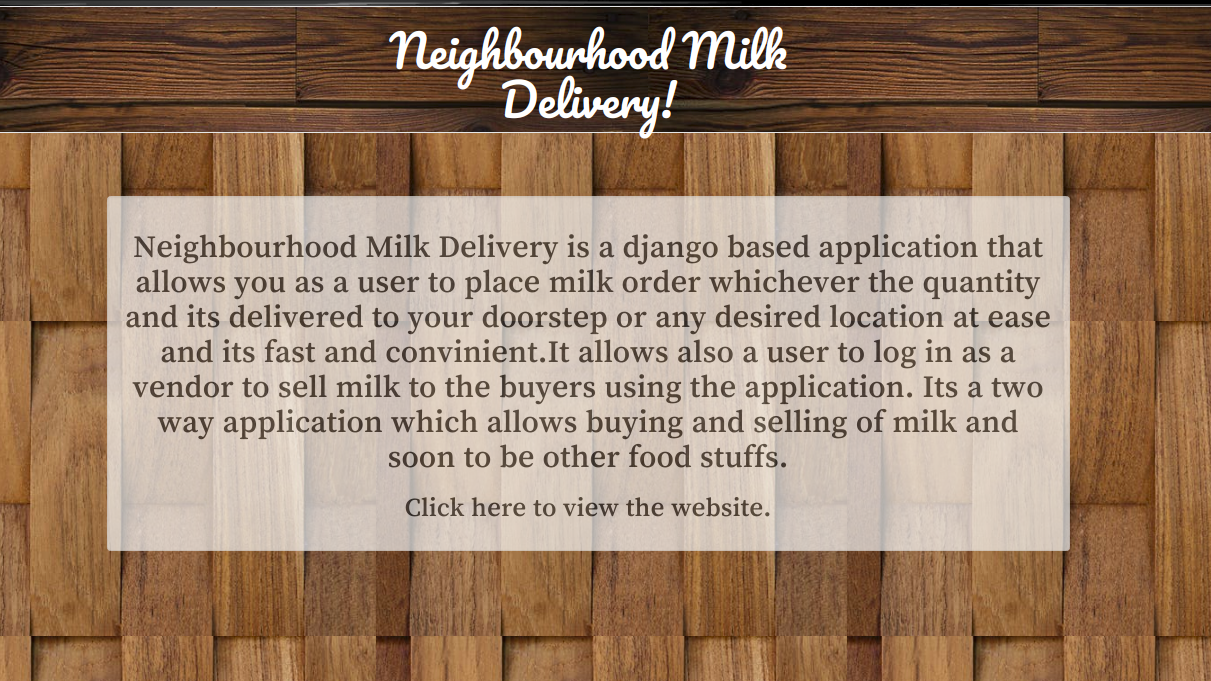 Neighbourhood Milk
Delivery!
Neighbourhood Milk Delivery is a django based application that
allows you as a user to place milk order whichever the quantity
and its delivered to your doorstep or any desired location at ease
and its fast and convinient.It allows also a user to log in as a
vendor to sell milk to the buyers using the application. Its a two
way application which allows buying and selling of milk and
soon to be other food stuffs.
Click here to view the website.